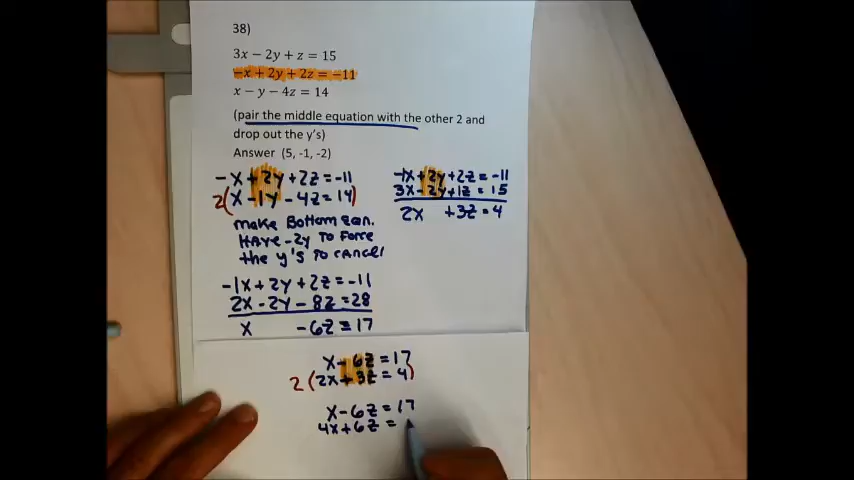 38)
3x − 2y + z = 15
−x + 2y + 2z = −11
x − y − 4z = 14
(pair the middle equation with the other 2 and
drop out the y's)
Answer (5, -1, -2)
-x +2y +2z = -11
2(x -1y -4z = 14)
make Bottom eqn.
HAVE -2y To Force
the y's To cancel
-1x +2y +2z = -11
2x -2y -8z = 28
x -6z = 17
-1x +2y +2z = -11
3x -2y +1z = 15
2x +3z = 4
x -6z = 17
2(2x +3z = 4)
x -6z = 17
4x +6z =